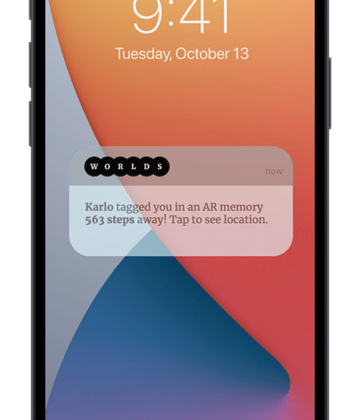 9:41
Tuesday, October 13
WORLDS
now
Karlo tagged you in an AR memory
563 steps away! Tap to see location.